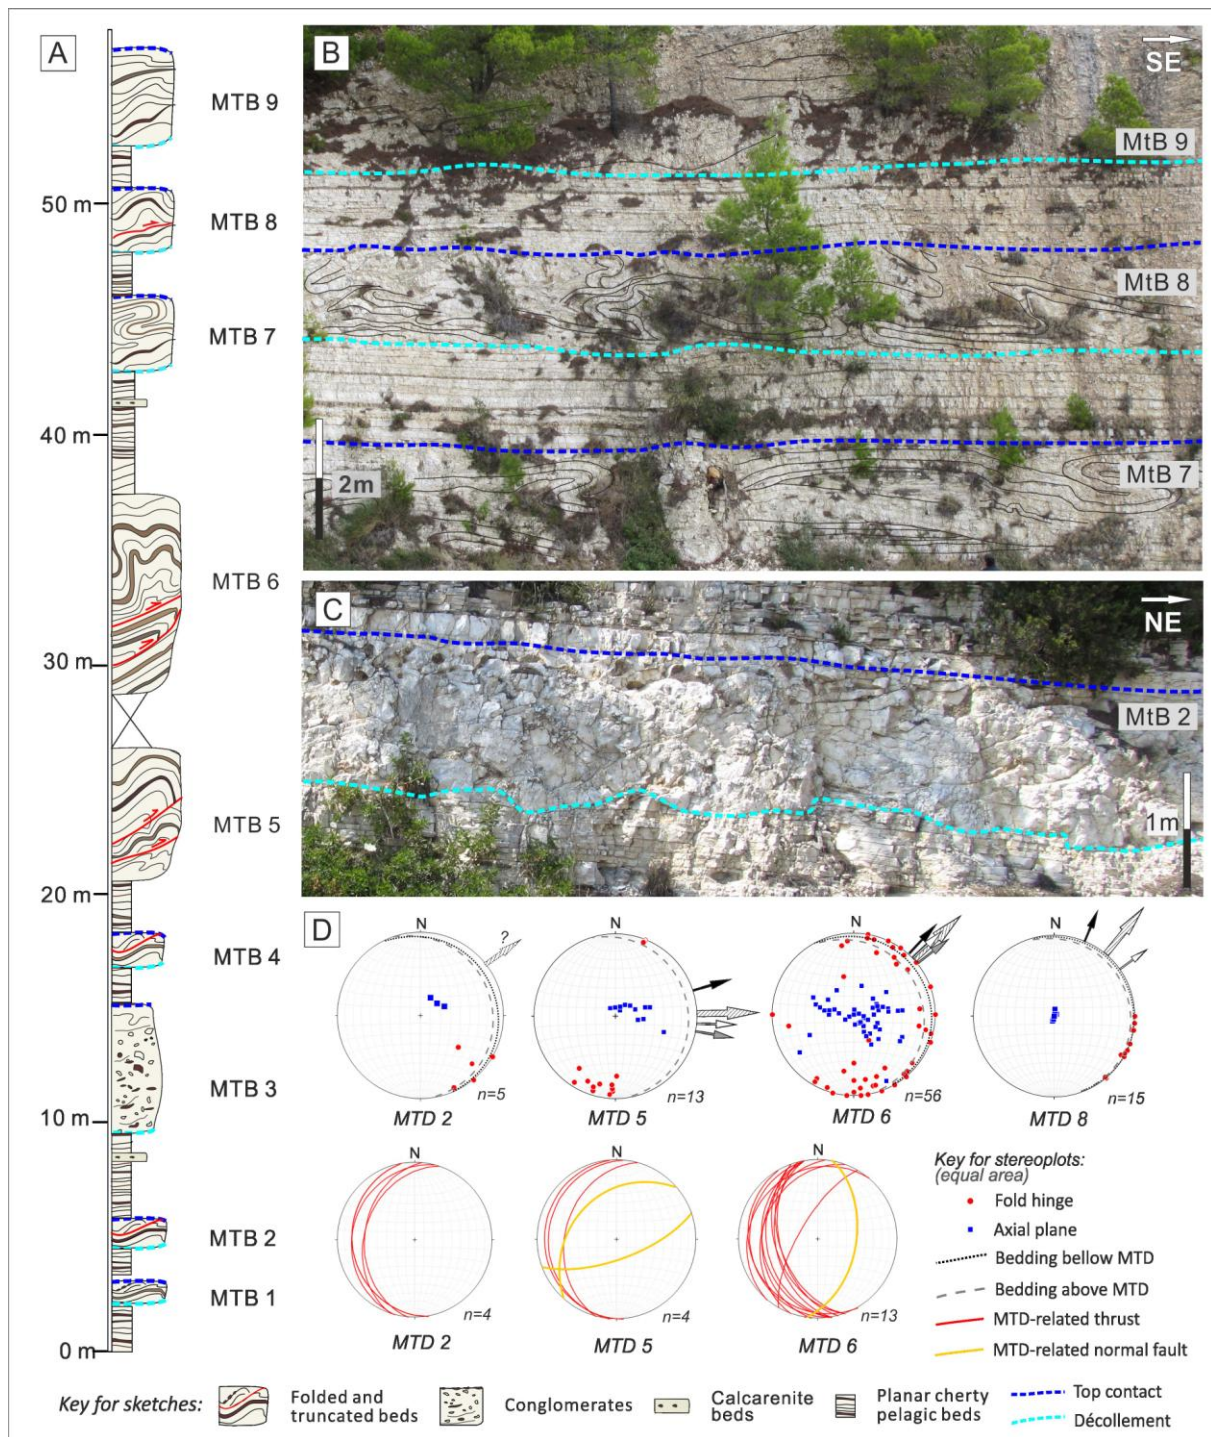 A
MTB 9
50 m
MTB 8
MTB 7
40 m
MTB 6
30 m
MTB 5
20 m
MTB 4
MTB 3
10 m
MTB 2
MTB 1
0 m
B
SE
MtB 9
MtB 8
MtB 7
2m
C
NE
MtB 2
1m
D
N
?
n=5
MTD 2
N
n=13
MTD 5
N
n=56
MTD 6
N
n=15
MTD 8
N
n=4
MTD 2
N
n=4
MTD 5
N
n=13
MTD 6
Key for stereoplots:
(equal area)
Fold hinge
Axial plane
Bedding bellow MTD
Bedding above MTD
MTD-related thrust
MTD-related normal fault
Key for sketches:
Folded and
truncated beds
Conglomerates
Calcarenite
beds
Planar cherty
pelagic beds
Top contact
Décollement